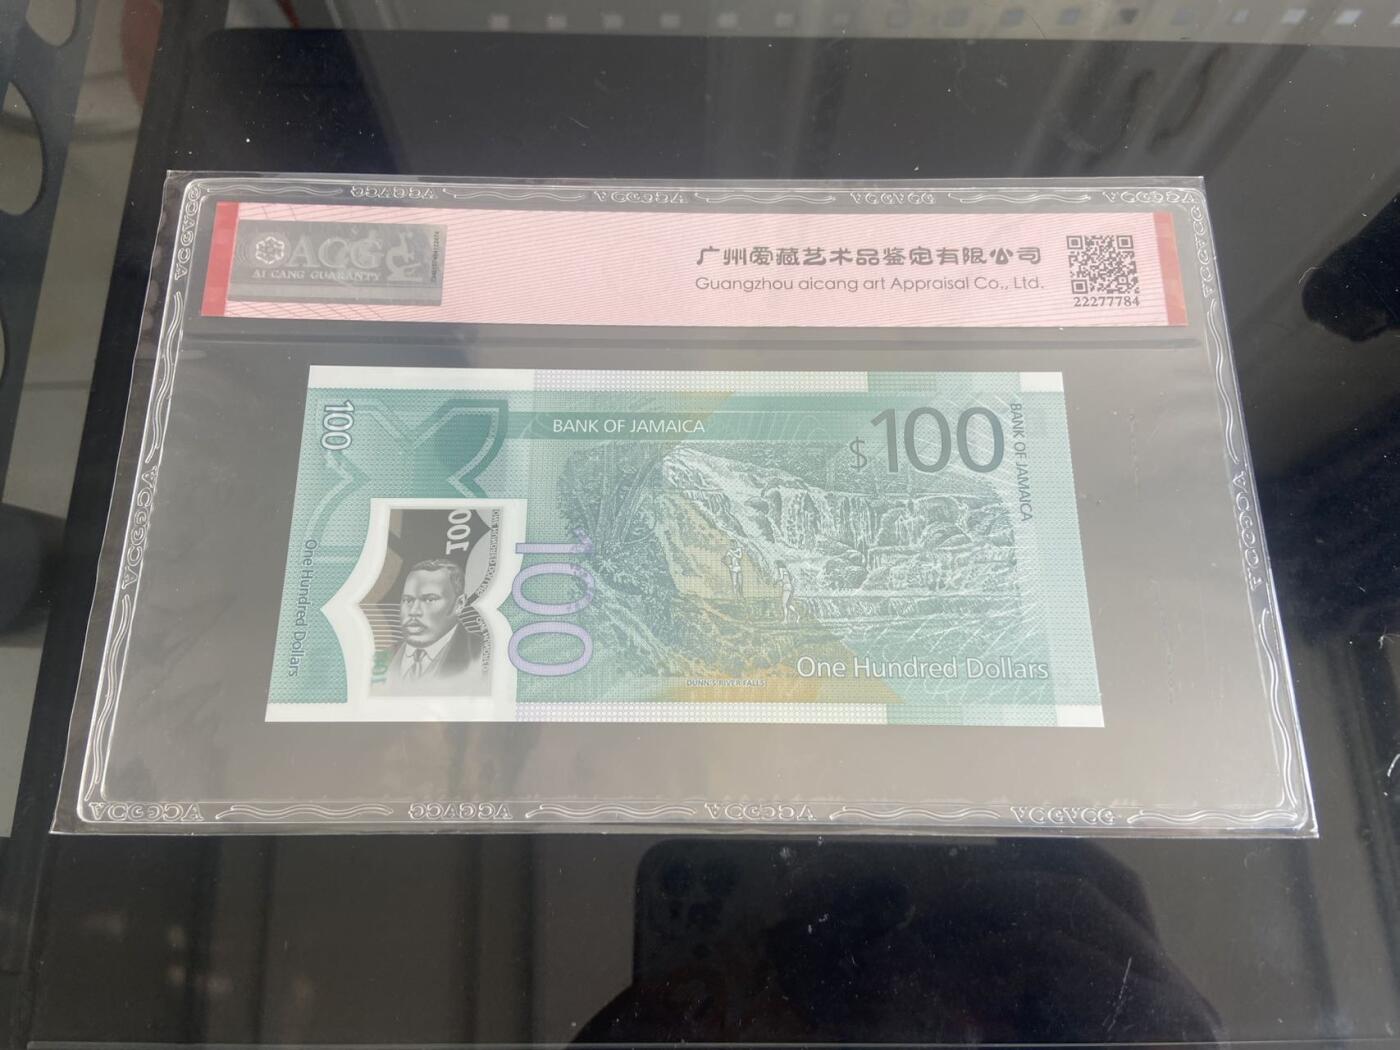 ACG
AI CANG GUARANTY
广州爱藏艺术品鉴定有限公司
Guangzhou aicang art Appraisal Co., Ltd.
22277784
100
BANK OF JAMAICA
$100
BANK OF JAMAICA
100
100
One Hundred Dollars
One Hundred Dollars
DUNN'S RIVER FALLS